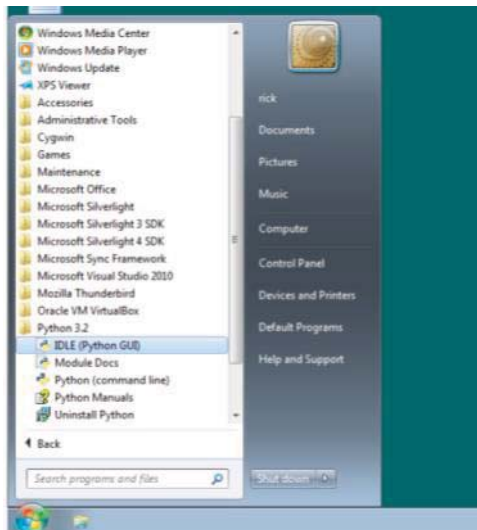 Windows Media Center
Windows Media Player
Windows Update
XPS Viewer
Accessories
Administrative Tools
Cygwin
Games
Maintenance
Microsoft Office
Microsoft Silverlight
Microsoft Silverlight 3 SDK
Microsoft Silverlight 4 SDK
Microsoft Sync Framework
Microsoft Visual Studio 2010
Mozilla Thunderbird
Oracle VM VirtualBox
Python 3.2
IDLE (Python GUI)
Module Docs
Python (command line)
Python Manuals
Uninstall Python
Back
Search programs and files
rick
Documents
Pictures
Music
Computer
Control Panel
Devices and Printers
Default Programs
Help and Support
Shut down